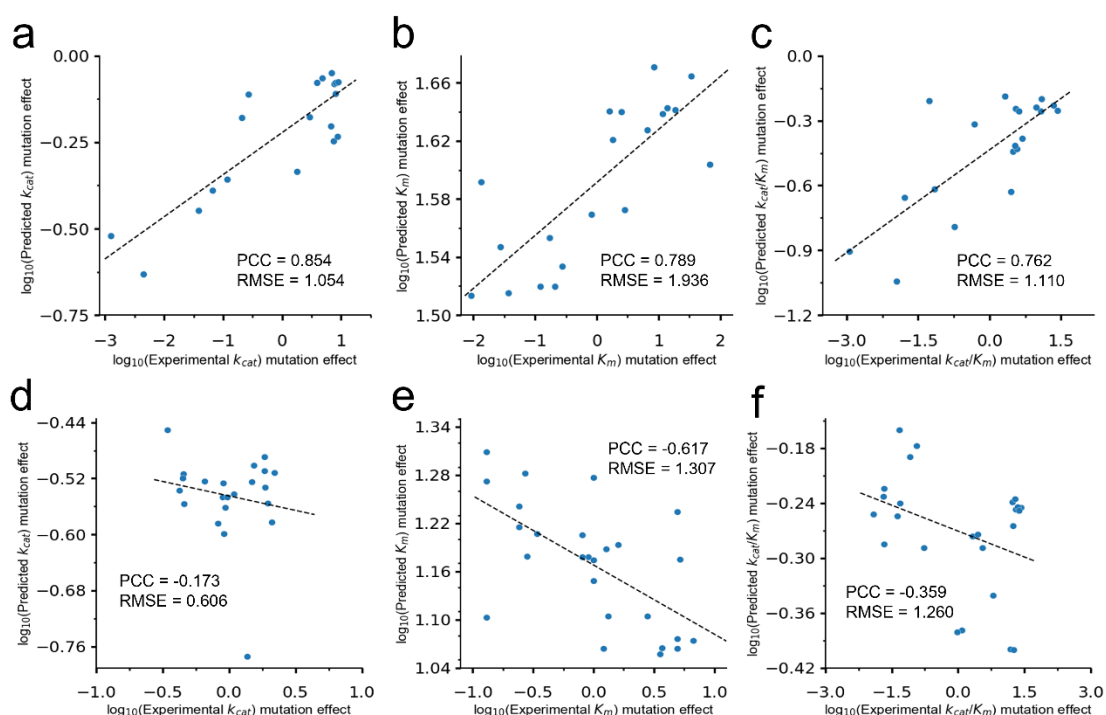 a
0.00
−0.25
−0.50
−0.75
log10(Predicted kcat) mutation effect
PCC = 0.854
RMSE = 1.054
−3
−2
−1
0
1
log10(Experimental kcat) mutation effect
b
1.66
1.62
1.58
1.54
1.50
log10(Predicted Km) mutation effect
PCC = 0.789
RMSE = 1.936
−2
−1
0
1
2
log10(Experimental Km) mutation effect
c
0.0
−0.3
−0.6
−0.9
−1.2
log10(Predicted kcat/Km) mutation effect
PCC = 0.762
RMSE = 1.110
−3.0
−1.5
0.0
1.5
log10(Experimental kcat/Km) mutation effect
d
−0.44
−0.52
−0.60
−0.68
−0.76
log10(Predicted kcat) mutation effect
PCC = -0.173
RMSE = 0.606
−1.0
−0.5
0.0
0.5
1.0
log10(Experimental kcat) mutation effect
e
1.34
1.28
1.22
1.16
1.10
1.04
log10(Predicted Km) mutation effect
PCC = -0.617
RMSE = 1.307
−1.0
−0.5
0.0
0.5
1.0
log10(Experimental Km) mutation effect
f
−0.18
−0.24
−0.30
−0.36
−0.42
log10(Predicted kcat/Km) mutation effect
PCC = -0.359
RMSE = 1.260
−3.0
−1.5
0.0
1.5
3.0
log10(Experimental kcat/Km) mutation effect